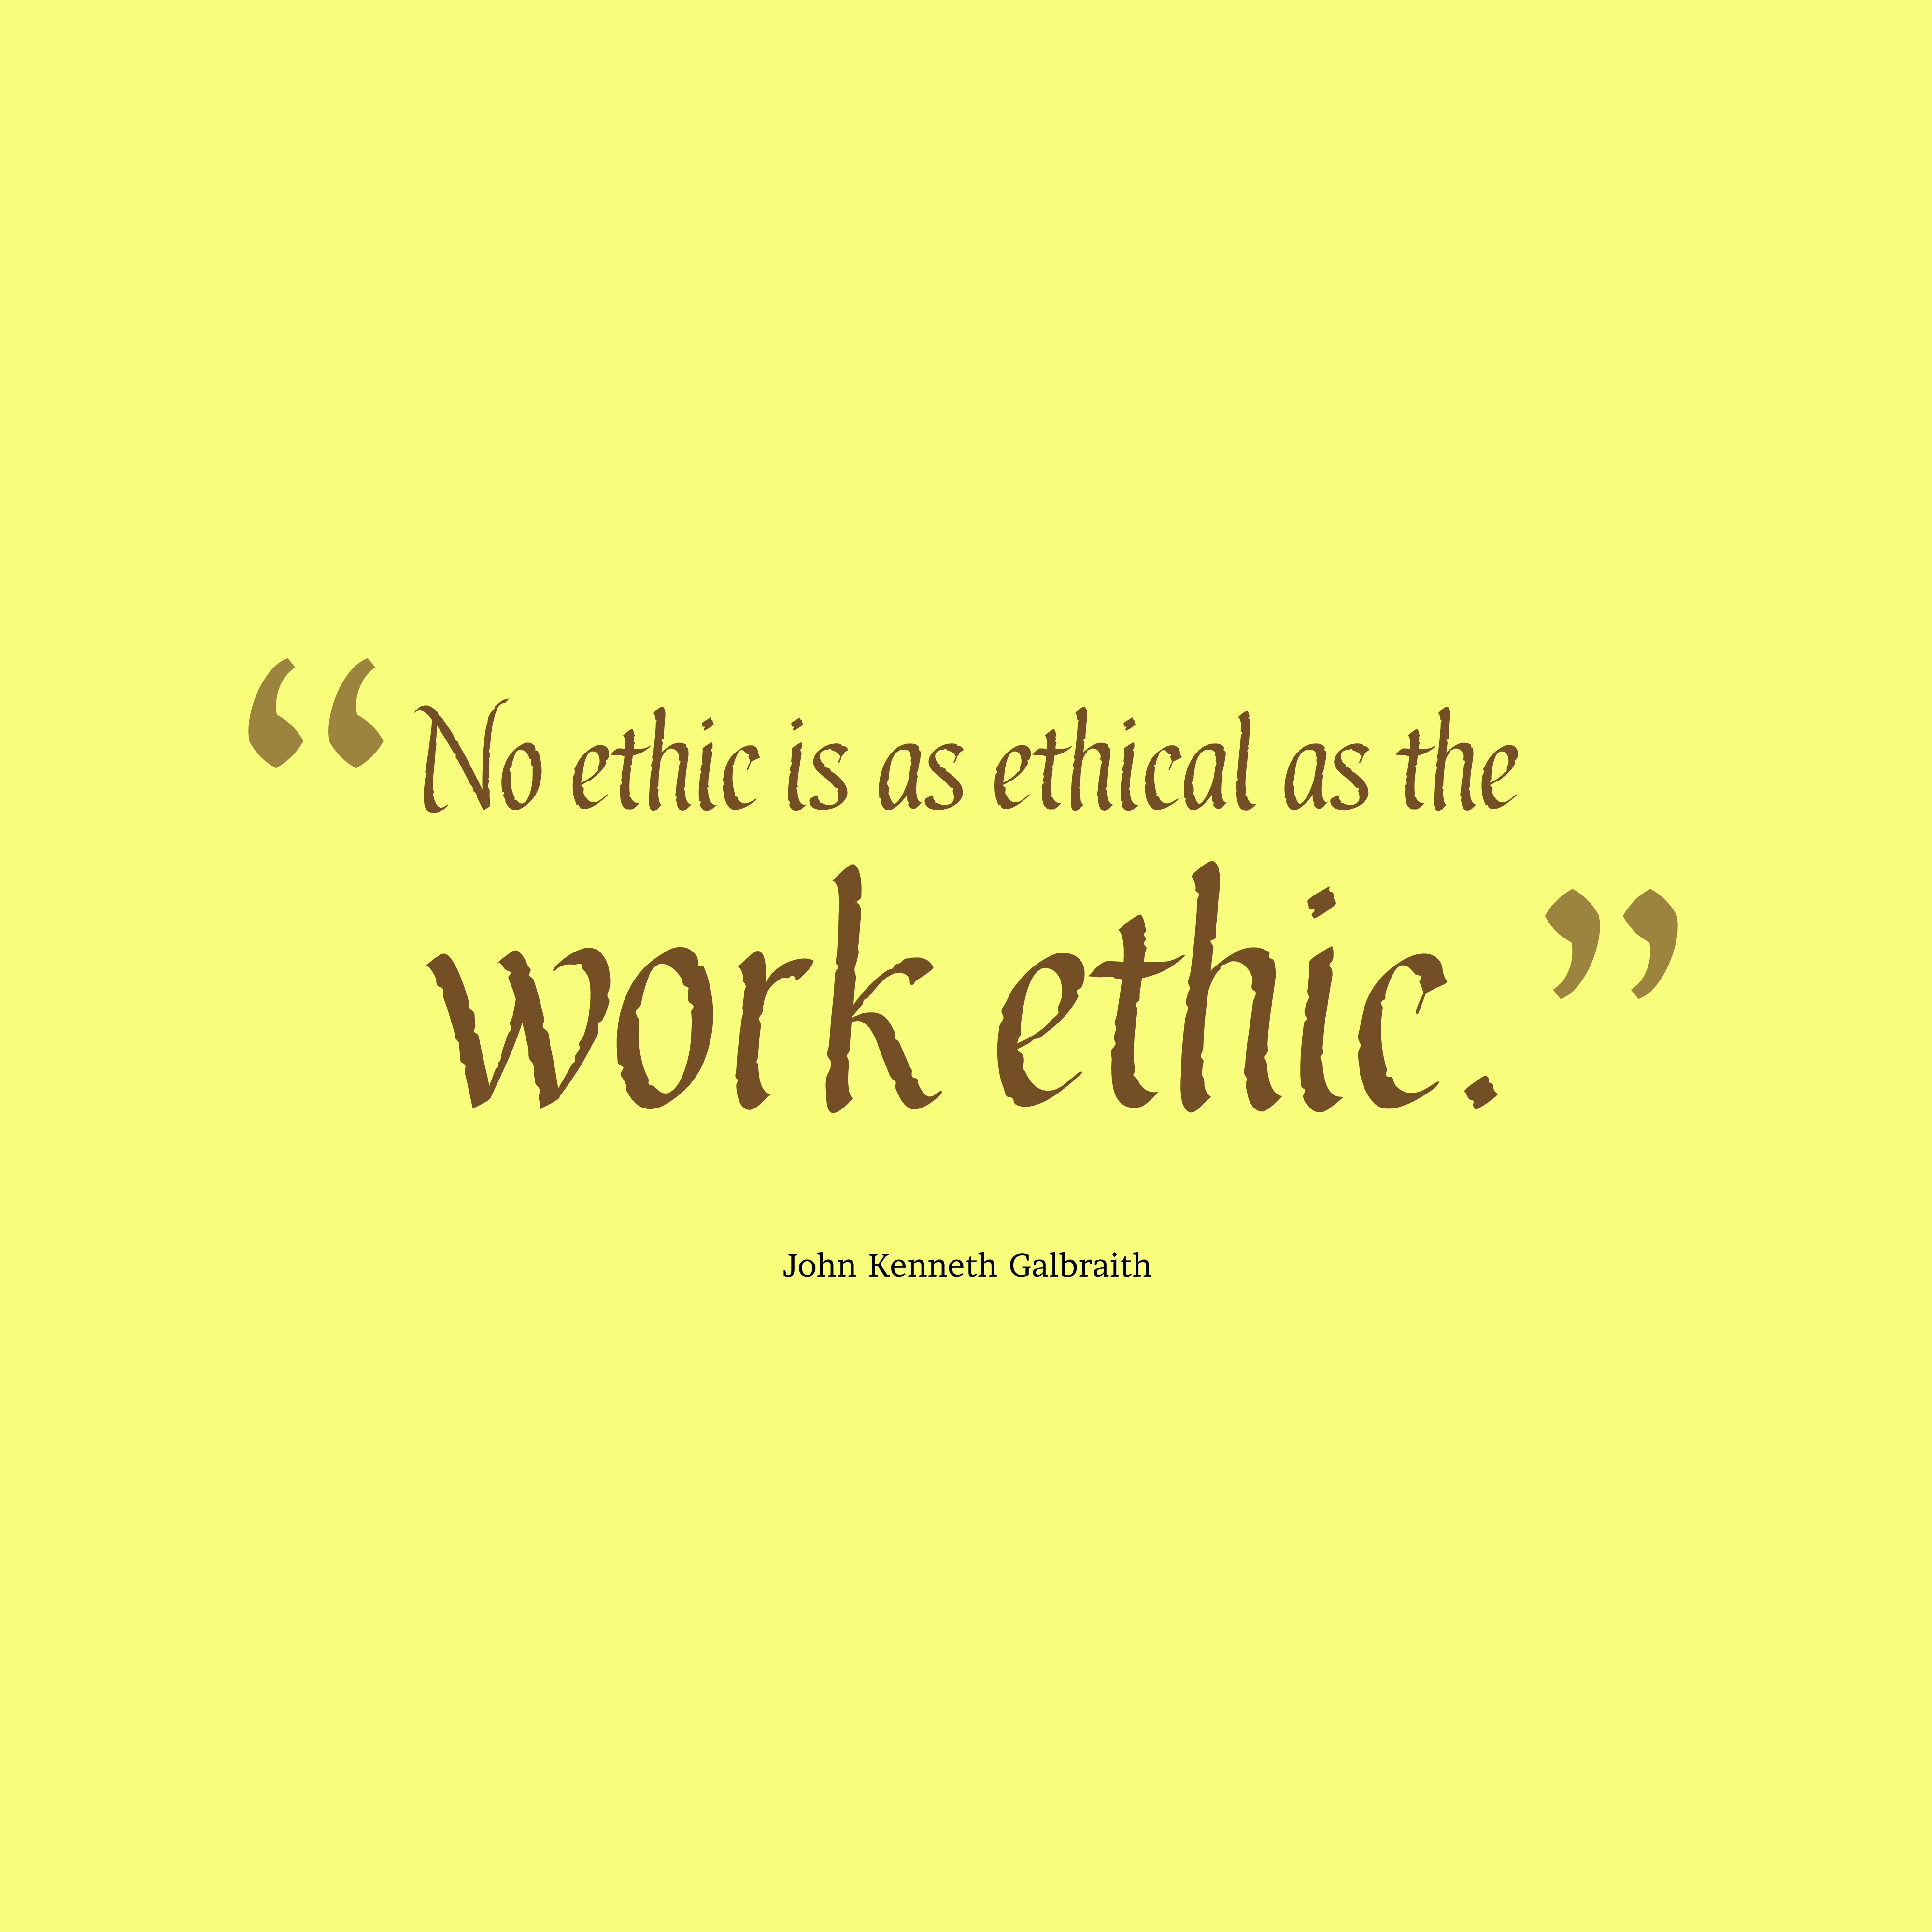 “No ethic is as ethical as the
work ethic.”
John Kenneth Galbraith